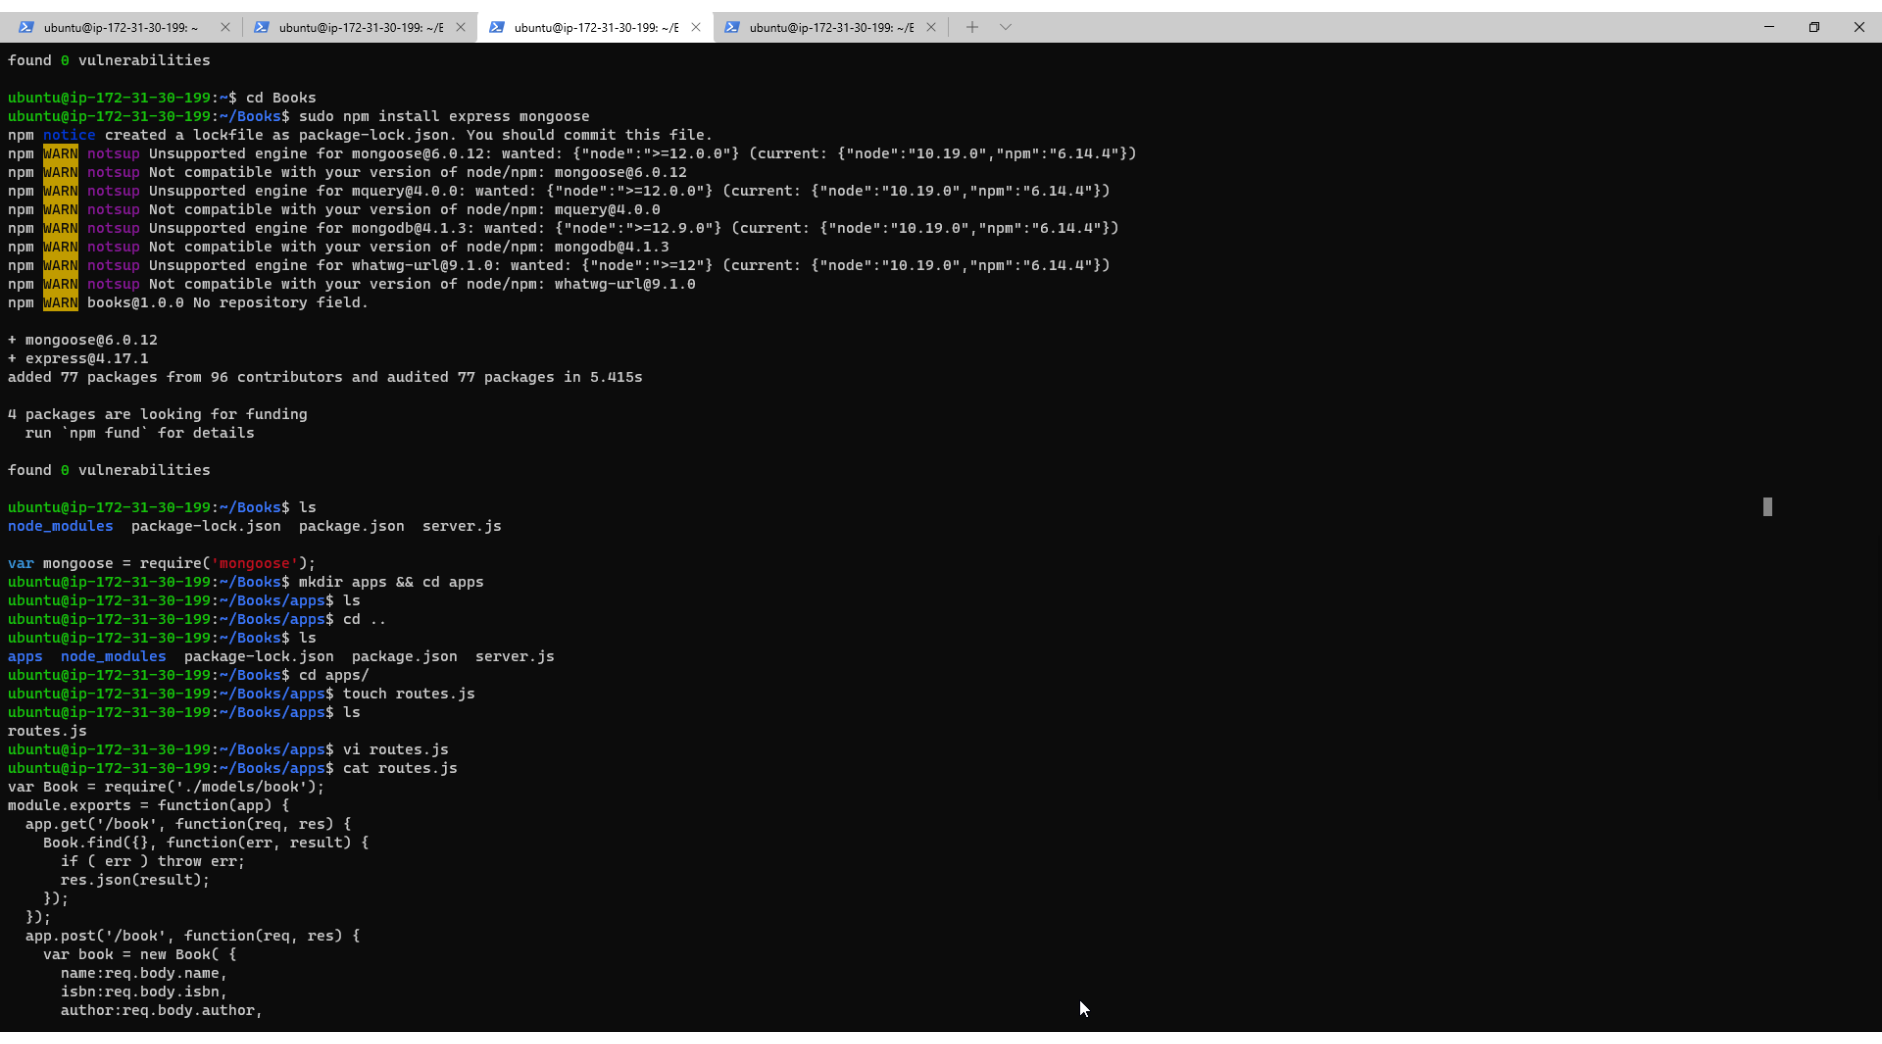 ubuntu@ip-172-31-30-199: ~
ubuntu@ip-172-31-30-199: ~/E
ubuntu@ip-172-31-30-199: ~/E
ubuntu@ip-172-31-30-199: ~/E
found 0 vulnerabilities
ubuntu@ip-172-31-30-199:~$ cd Books
ubuntu@ip-172-31-30-199:~/Books$ sudo npm install express mongoose
npm notice created a lockfile as package-lock.json. You should commit this file.
npm WARN notsup Unsupported engine for mongoose@6.0.12: wanted: {"node":">=12.0.0"} (current: {"node":"10.19.0","npm":"6.14.4"})
npm WARN notsup Not compatible with your version of node/npm: mongoose@6.0.12
npm WARN notsup Unsupported engine for mquery@4.0.0: wanted: {"node":">=12.0.0"} (current: {"node":"10.19.0","npm":"6.14.4"})
npm WARN notsup Not compatible with your version of node/npm: mquery@4.0.0
npm WARN notsup Unsupported engine for mongodb@4.1.3: wanted: {"node":">=12.9.0"} (current: {"node":"10.19.0","npm":"6.14.4"})
npm WARN notsup Not compatible with your version of node/npm: mongodb@4.1.3
npm WARN notsup Unsupported engine for whatwg-url@9.1.0: wanted: {"node":">=12"} (current: {"node":"10.19.0","npm":"6.14.4"})
npm WARN notsup Not compatible with your version of node/npm: whatwg-url@9.1.0
npm WARN books@1.0.0 No repository field.
+ mongoose@6.0.12
+ express@4.17.1
added 77 packages from 96 contributors and audited 77 packages in 5.415s
4 packages are looking for funding
  run `npm fund` for details
found 0 vulnerabilities
ubuntu@ip-172-31-30-199:~/Books$ ls
node_modules  package-lock.json  package.json  server.js
var mongoose = require('mongoose');
ubuntu@ip-172-31-30-199:~/Books$ mkdir apps && cd apps
ubuntu@ip-172-31-30-199:~/Books/apps$ ls
ubuntu@ip-172-31-30-199:~/Books/apps$ cd ..
ubuntu@ip-172-31-30-199:~/Books$ ls
apps  node_modules  package-lock.json  package.json  server.js
ubuntu@ip-172-31-30-199:~/Books$ cd apps/
ubuntu@ip-172-31-30-199:~/Books/apps$ touch routes.js
ubuntu@ip-172-31-30-199:~/Books/apps$ ls
routes.js
ubuntu@ip-172-31-30-199:~/Books/apps$ vi routes.js
ubuntu@ip-172-31-30-199:~/Books/apps$ cat routes.js
var Book = require('./models/book');
module.exports = function(app) {
  app.get('/book', function(req, res) {
    Book.find({}, function(err, result) {
      if ( err ) throw err;
      res.json(result);
    });
  });
  app.post('/book', function(req, res) {
    var book = new Book( {
      name:req.body.name,
      isbn:req.body.isbn,
      author:req.body.author,